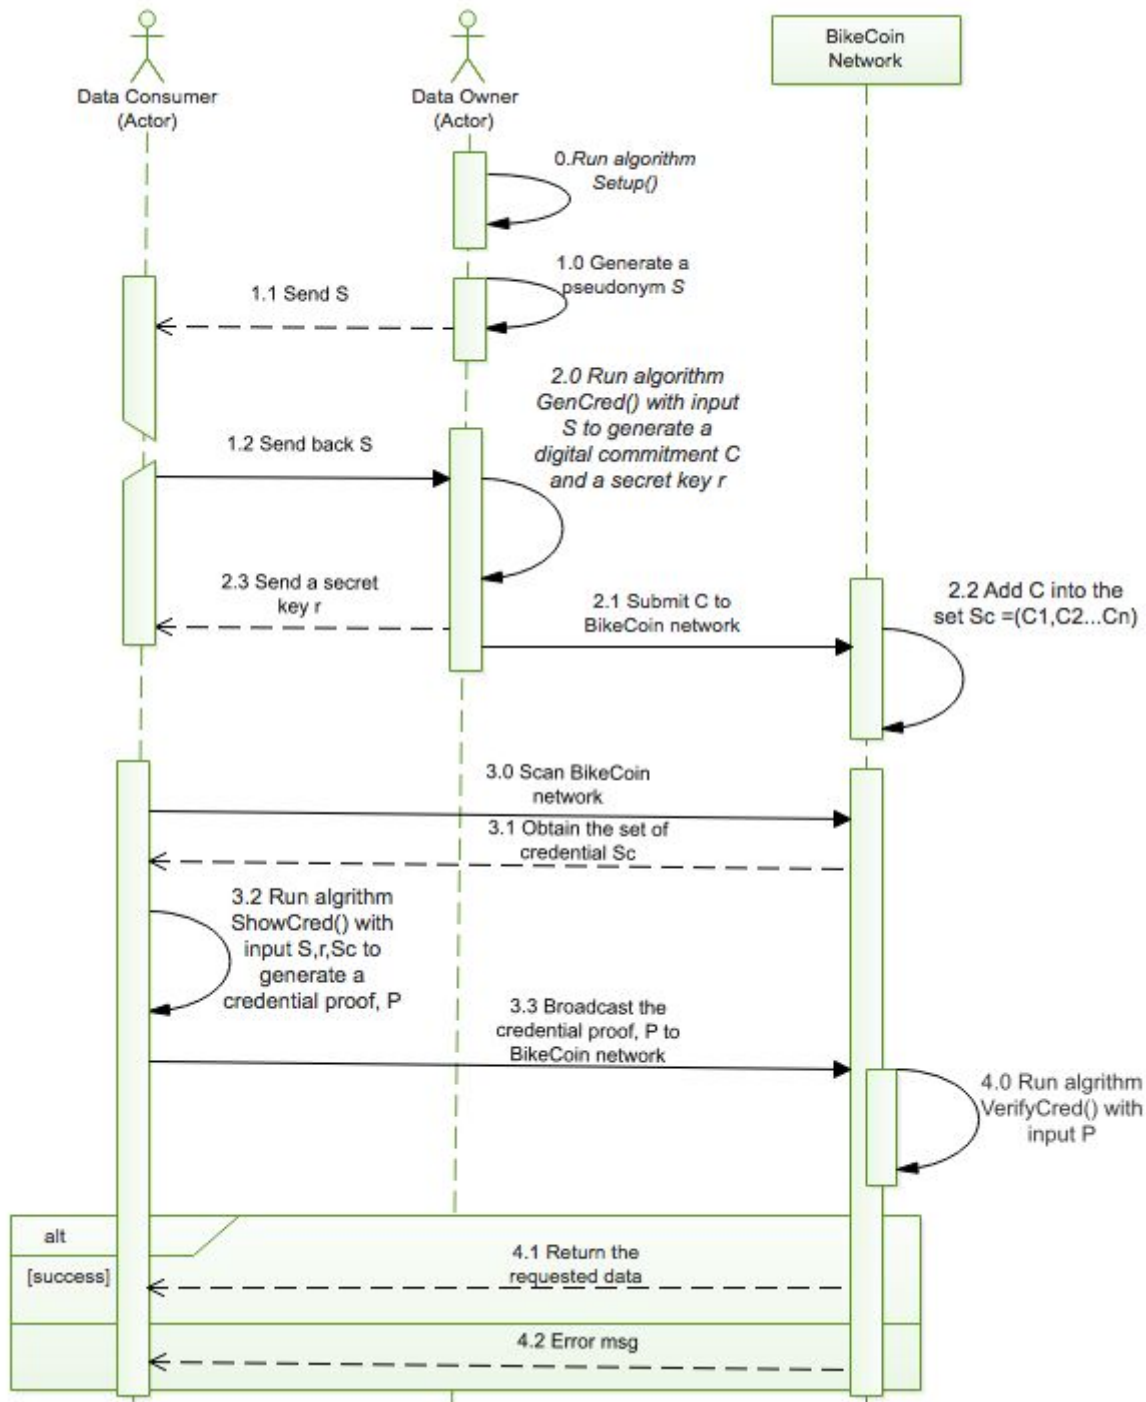 Data Consumer
(Actor)
Data Owner
(Actor)
BikeCoin
Network
0.Run algorithm
Setup()
1.0 Generate a
pseudonym S
1.1 Send S
2.0 Run algorithm
GenCred() with input
S to generate a
digital commitment C
and a secret key r
1.2 Send back S
2.3 Send a secret
key r
2.1 Submit C to
BikeCoin network
2.2 Add C into the
set Sc =(C1,C2...Cn)
3.0 Scan BikeCoin
network
3.1 Obtain the set of
credential Sc
3.2 Run algrithm
ShowCred() with
input S,r,Sc to
generate a
credential proof, P
3.3 Broadcast the
credential proof, P to
BikeCoin network
4.0 Run algrithm
VerifyCred() with
input P
alt
[success]
4.1 Return the
requested data
4.2 Error msg